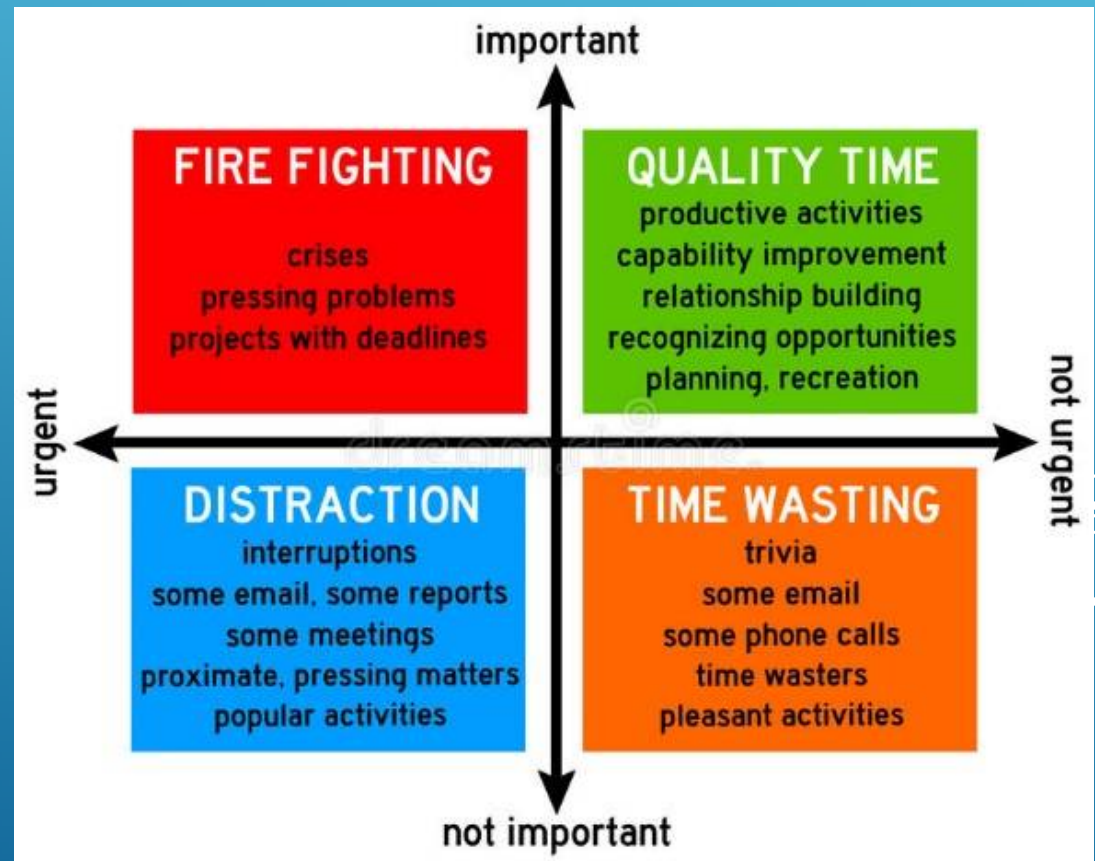 important
FIRE FIGHTING
crises
pressing problems
projects with deadlines
QUALITY TIME
productive activities
capability improvement
relationship building
recognizing opportunities
planning, recreation
urgent
not urgent
dreamstime.
DISTRACTION
interruptions
some email, some reports
some meetings
proximate, pressing matters
popular activities
TIME WASTING
trivia
some email
some phone calls
time wasters
pleasant activities
not important